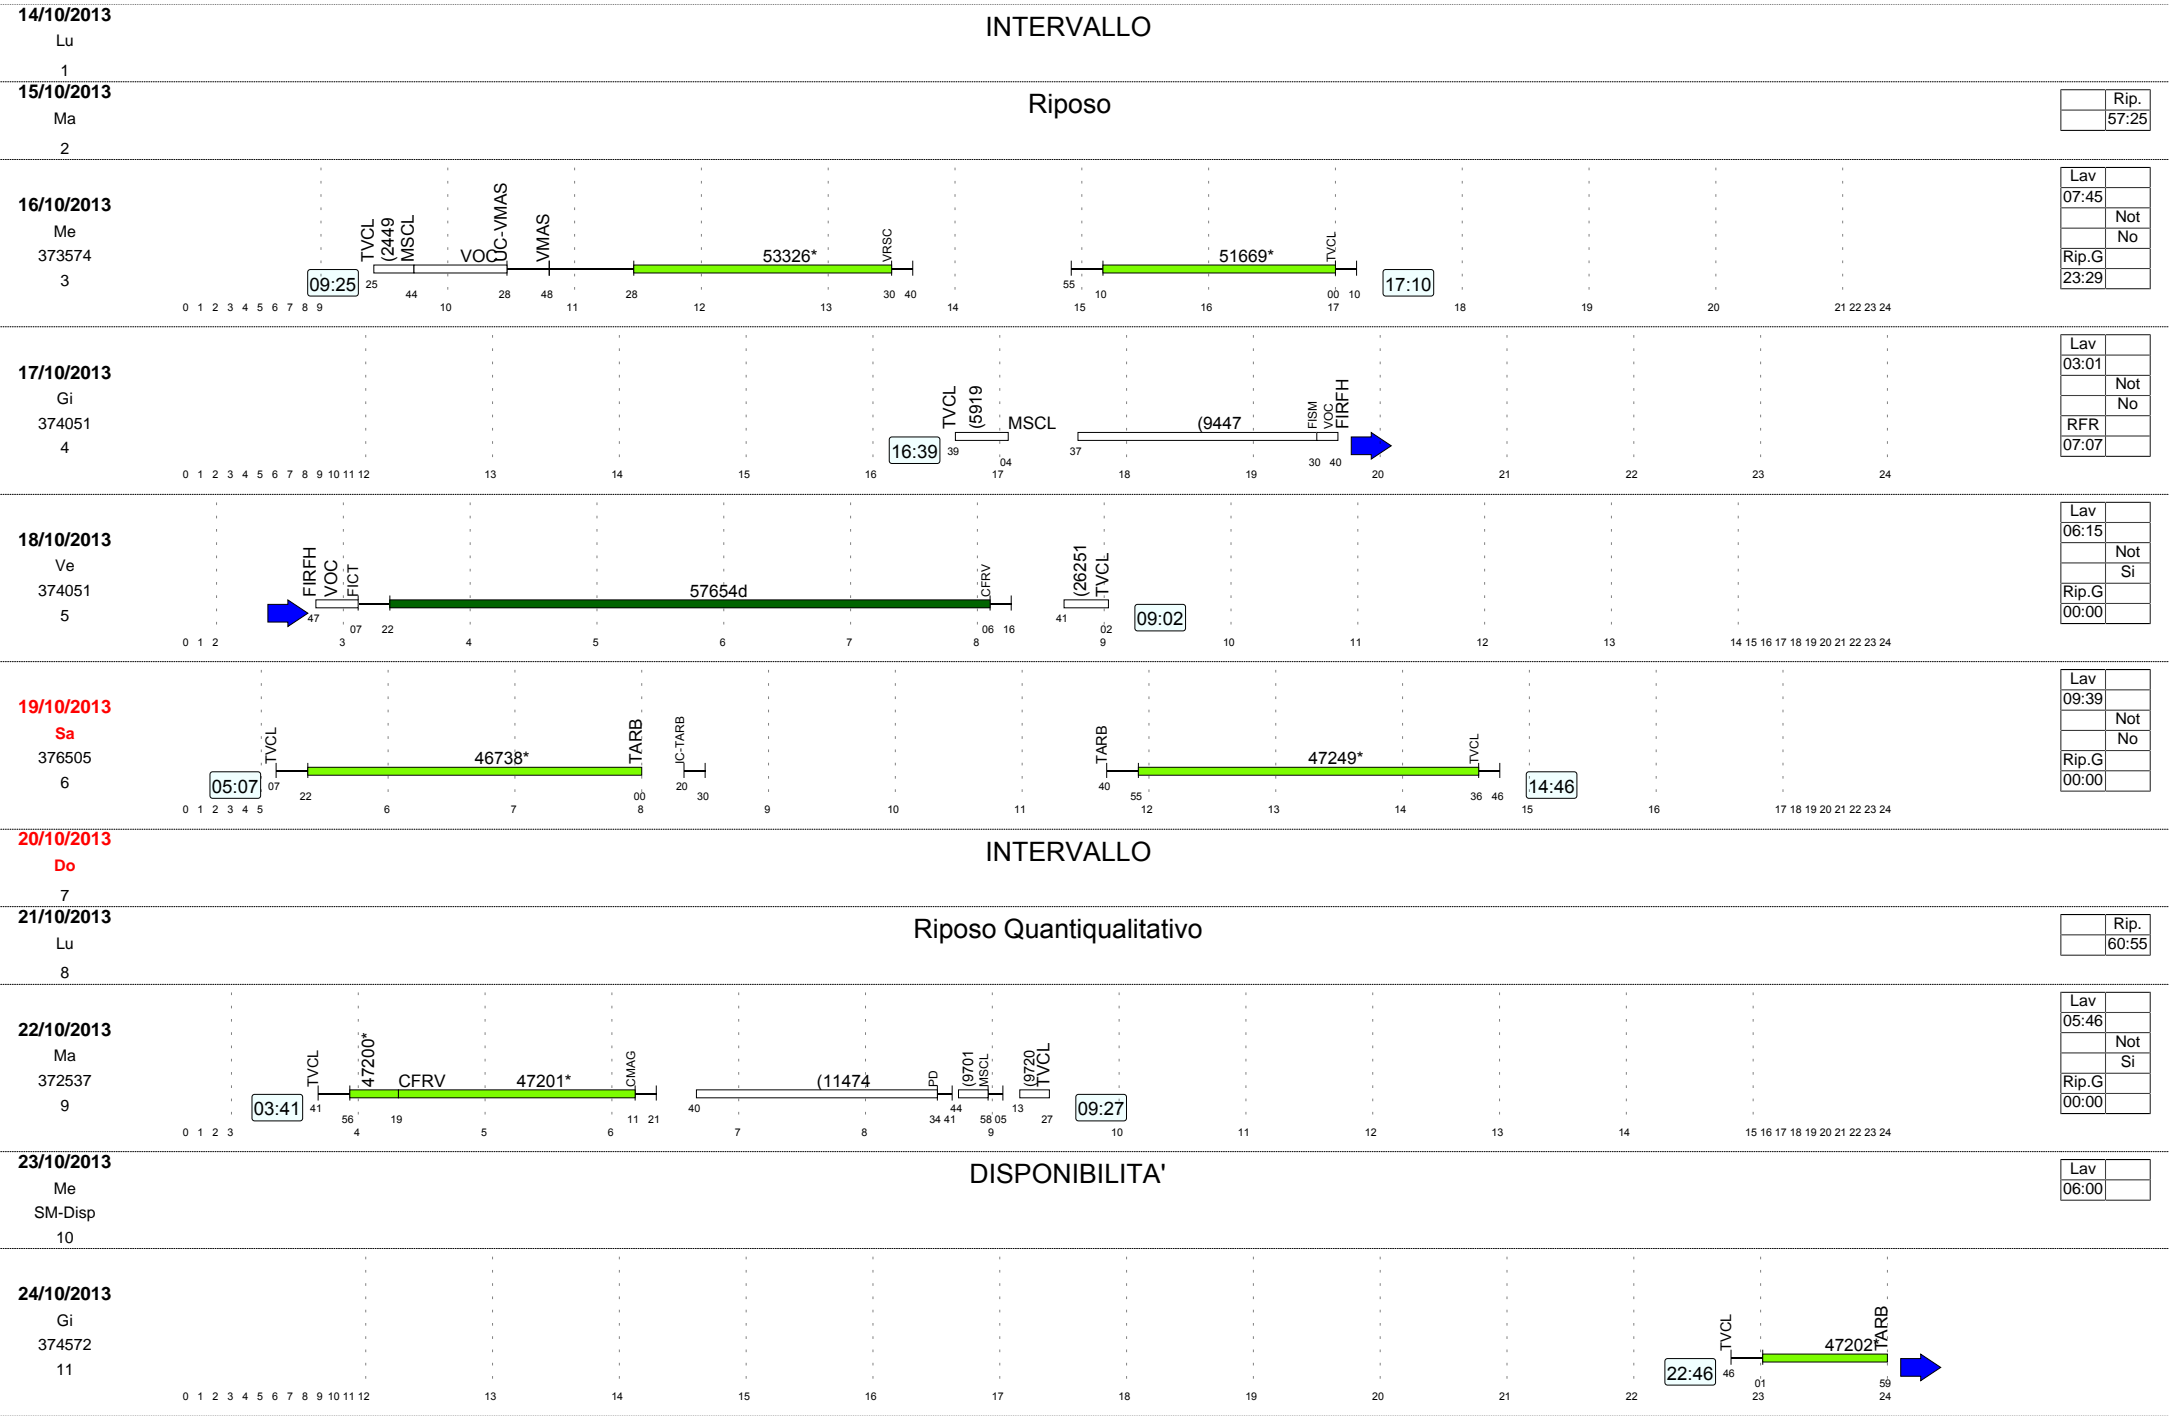 14/10/2013
Lu
1
INTERVALLO
15/10/2013
Ma
2
Riposo
Rip.
57:25
16/10/2013
Me
373574
3
09:25
TVCL
(2449
MSCL
VOC
UC-VMAS
VMAS
53326*
VRSC
51669*
TVCL
17:10
25 44 28 48 28 30 40 55 10 00 10
0 1 2 3 4 5 6 7 8 9 10 11 12 13 14 15 16 17 18 19 20 21 22 23 24
Lav
07:45
Not
No
Rip.G
23:29
17/10/2013
Gi
374051
4
16:39
TVCL
(5919
MSCL
(9447
FISM
VOC
FIRFH
39 04 37 30 40
0 1 2 3 4 5 6 7 8 9 10 11 12 13 14 15 16 17 18 19 20 21 22 23 24
Lav
03:01
Not
No
RFR
07:07
18/10/2013
Ve
374051
5
FIRFH
VOC
FICT
57654d
CFRV
(26251
TVCL
09:02
47 07 22 06 16 41 02
0 1 2 3 4 5 6 7 8 9 10 11 12 13 14 15 16 17 18 19 20 21 22 23 24
Lav
06:15
Not
Si
Rip.G
00:00
19/10/2013
Sa
376505
6
05:07
TVCL
46738*
TARB
TARB
47249*
TVCL
14:46
07 22 00 20 30 40 55 36 46
0 1 2 3 4 5 6 7 8 9 10 11 12 13 14 15 16 17 18 19 20 21 22 23 24
Lav
09:39
Not
No
Rip.G
00:00
20/10/2013
Do
7
INTERVALLO
21/10/2013
Lu
8
Riposo Quantiqualitativo
Rip.
60:55
22/10/2013
Ma
372537
9
03:41
TVCL
47200*
CFRV
47201*
CMAG
(11474
PD
(9701
MSCL
(9720
TVCL
09:27
41 56 19 11 21 40 34 41 44 58 05 13 27
0 1 2 3 4 5 6 7 8 9 10 11 12 13 14 15 16 17 18 19 20 21 22 23 24
Lav
05:46
Not
Si
Rip.G
00:00
23/10/2013
Me
SM-Disp
10
DISPONIBILITA'
Lav
06:00
24/10/2013
Gi
374572
11
22:46
TVCL
47202*
TARB
46 01 59
0 1 2 3 4 5 6 7 8 9 10 11 12 13 14 15 16 17 18 19 20 21 22 23 24